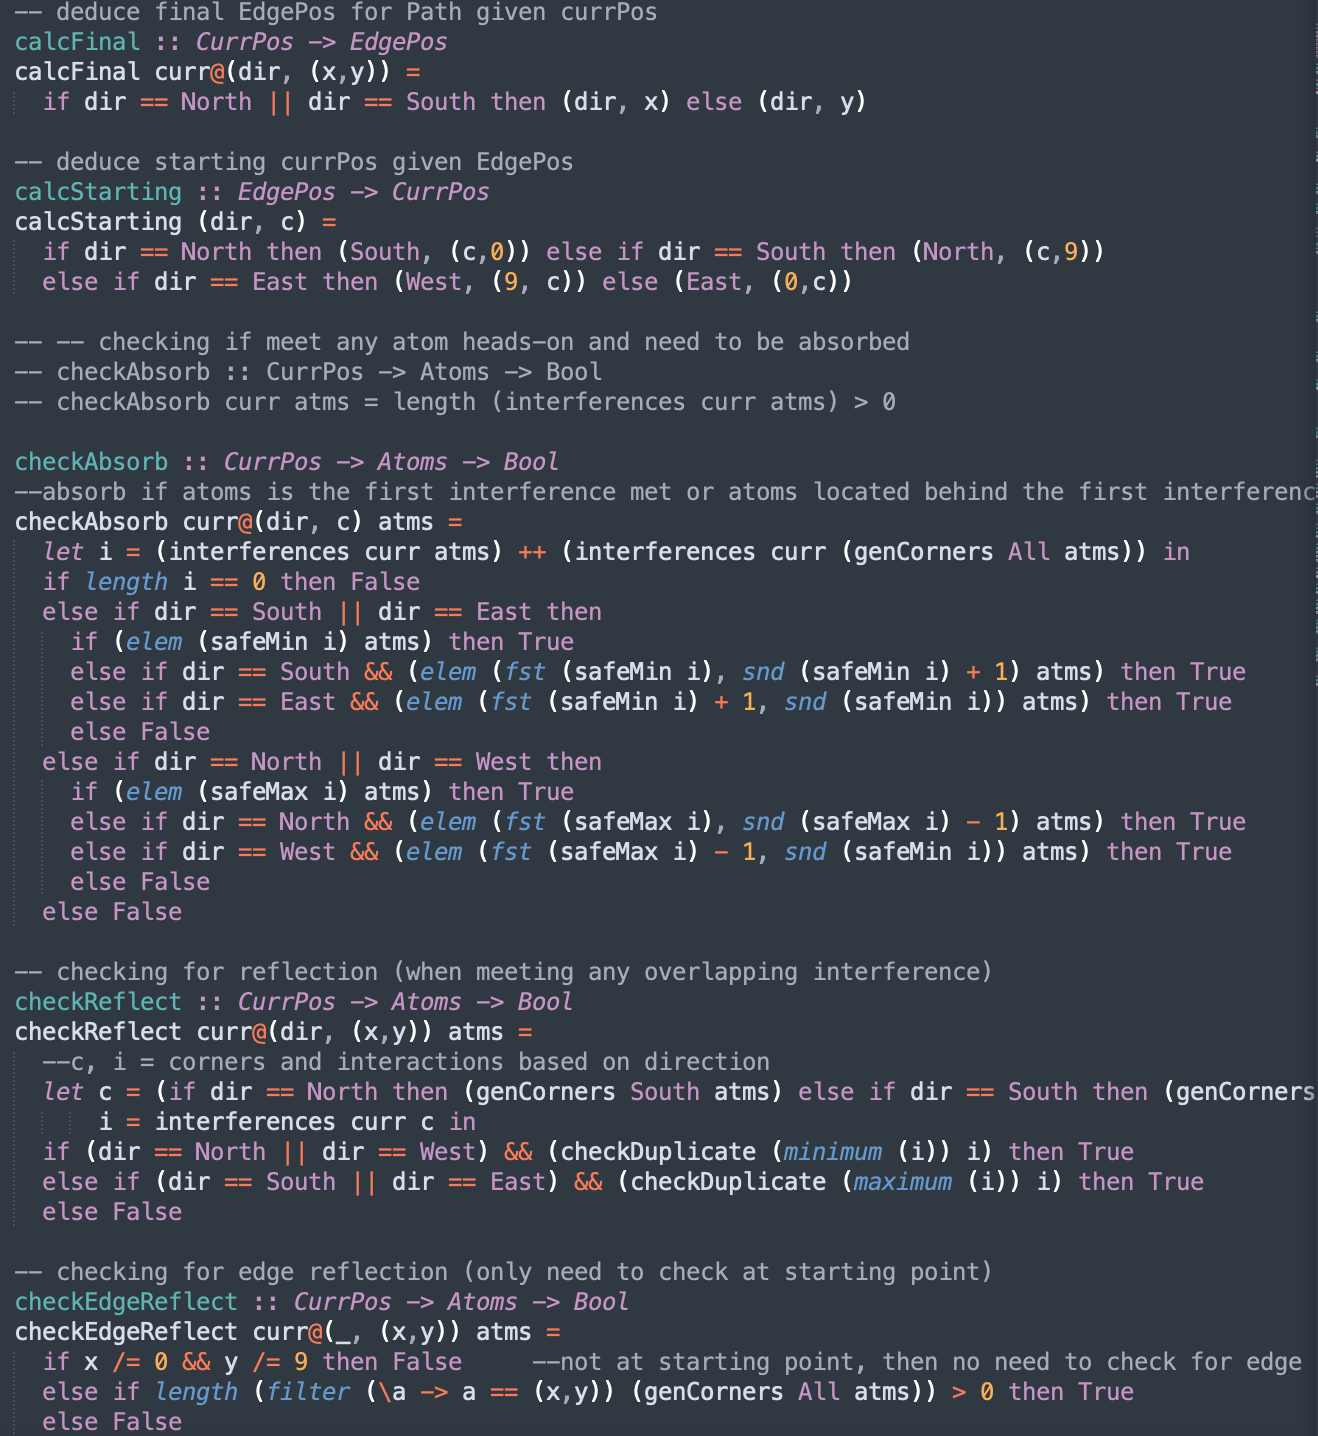 -- deduce final EdgePos for Path given currPos
calcFinal :: CurrPos -> EdgePos
calcFinal curr@(dir, (x,y)) =
  if dir == North || dir == South then (dir, x) else (dir, y)

-- deduce starting currPos given EdgePos
calcStarting :: EdgePos -> CurrPos
calcStarting (dir, c) =
  if dir == North then (South, (c,0)) else if dir == South then (North, (c,9))
  else if dir == East then (West, (9, c)) else (East, (0,c))

-- -- checking if meet any atom heads-on and need to be absorbed
-- checkAbsorb :: CurrPos -> Atoms -> Bool
-- checkAbsorb curr atms = length (interferences curr atms) > 0

checkAbsorb :: CurrPos -> Atoms -> Bool
--absorb if atoms is the first interference met or atoms located behind the first interferenc
checkAbsorb curr@(dir, c) atms =
  let i = (interferences curr atms) ++ (interferences curr (genCorners All atms)) in
  if length i == 0 then False
  else if dir == South || dir == East then
    if (elem (safeMin i) atms) then True
    else if dir == South && (elem (fst (safeMin i), snd (safeMin i) + 1) atms) then True
    else if dir == East && (elem (fst (safeMin i) + 1, snd (safeMin i)) atms) then True
    else False
  else if dir == North || dir == West then
    if (elem (safeMax i) atms) then True
    else if dir == North && (elem (fst (safeMax i), snd (safeMax i) - 1) atms) then True
    else if dir == West && (elem (fst (safeMax i) - 1, snd (safeMin i)) atms) then True
    else False
  else False

-- checking for reflection (when meeting any overlapping interference)
checkReflect :: CurrPos -> Atoms -> Bool
checkReflect curr@(dir, (x,y)) atms =
  --c, i = corners and interactions based on direction
  let c = (if dir == North then (genCorners South atms) else if dir == South then (genCorners
      i = interferences curr c in
  if (dir == North || dir == West) && (checkDuplicate (minimum (i)) i) then True
  else if (dir == South || dir == East) && (checkDuplicate (maximum (i)) i) then True
  else False

-- checking for edge reflection (only need to check at starting point)
checkEdgeReflect :: CurrPos -> Atoms -> Bool
checkEdgeReflect curr@(_, (x,y)) atms =
  if x /= 0 && y /= 9 then False     --not at starting point, then no need to check for edge
  else if length (filter (\a -> a == (x,y)) (genCorners All atms)) > 0 then True
  else False